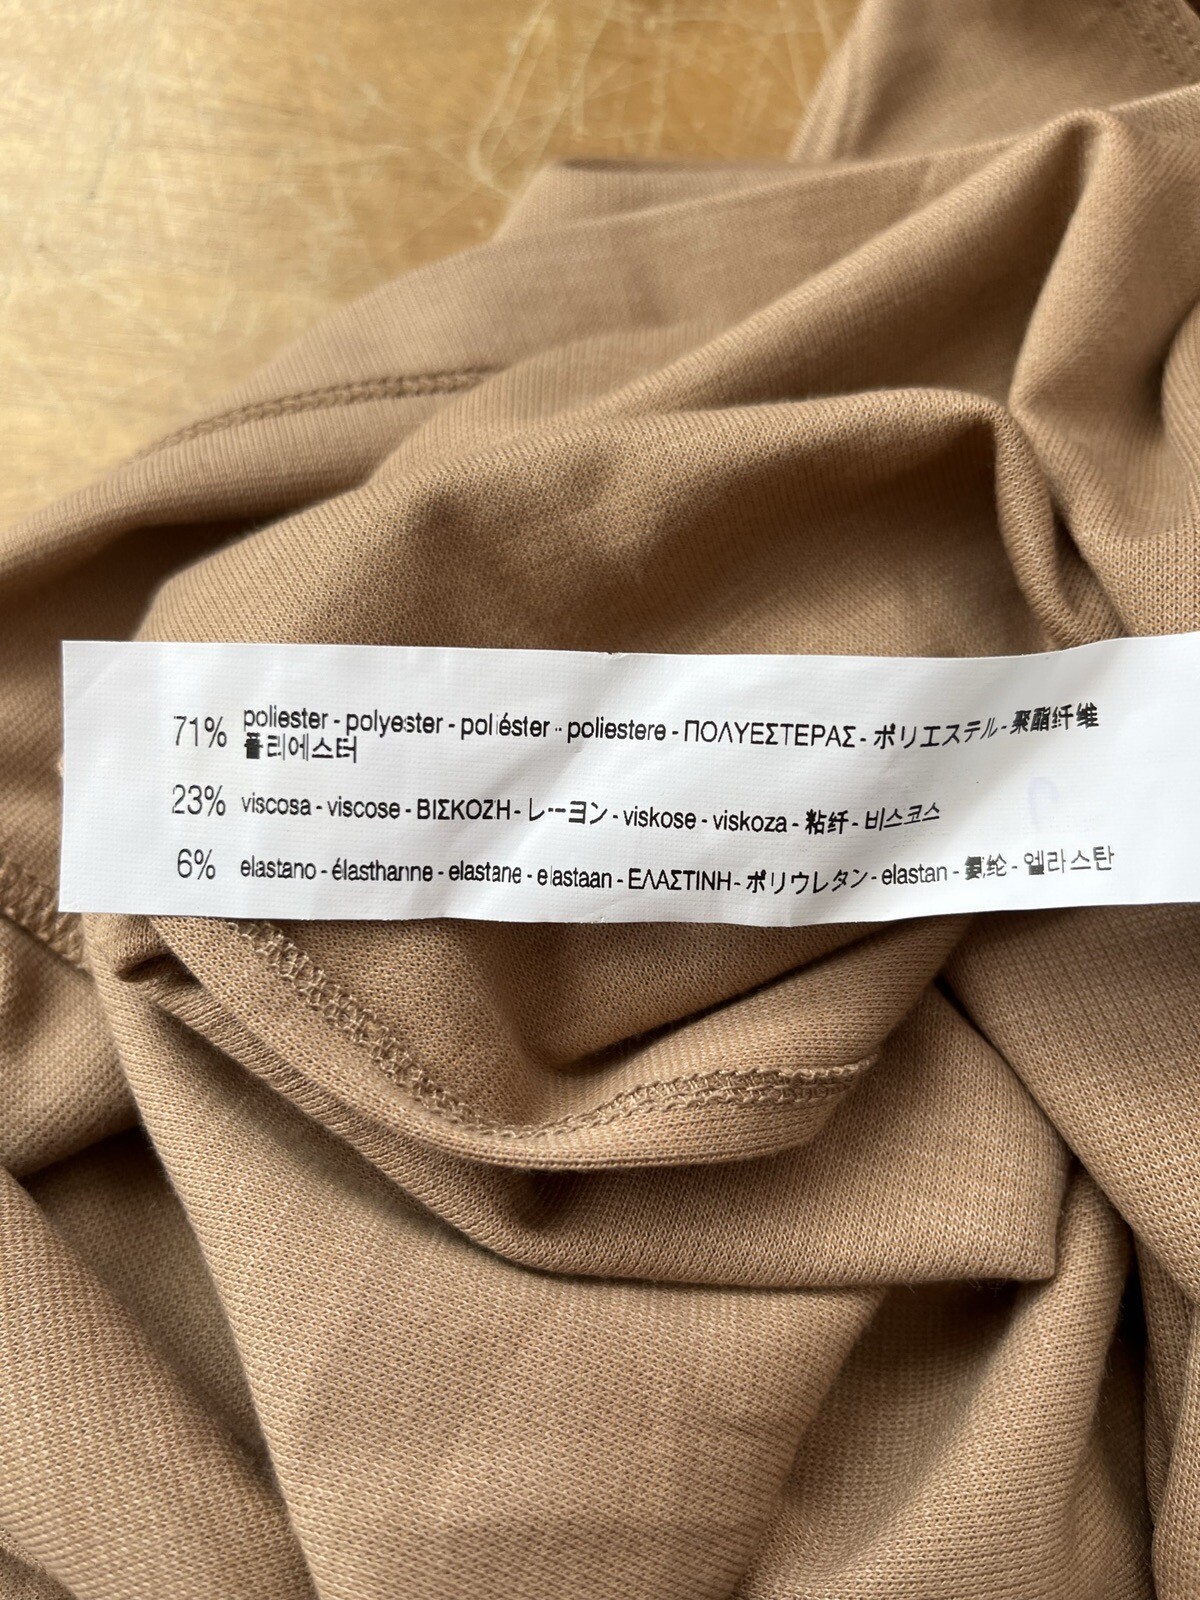 71% poliester - polyester - poliéster - poliestere - ΠΟΛΥΕΣΤΕΡΑΣ - ポリエステル - 聚酯纤维
폴리에스터
23% viscosa - viscose - ΒΙΣΚΟΖΗ - レーヨン - viskose - viskoza - 粘纤 - 비스코스
6% elastano - élasthanne - elastane - elastaan - ΕΛΑΣΤΙΝΗ - ポリウレタン - elastan - 氨纶 - 엘라스탄